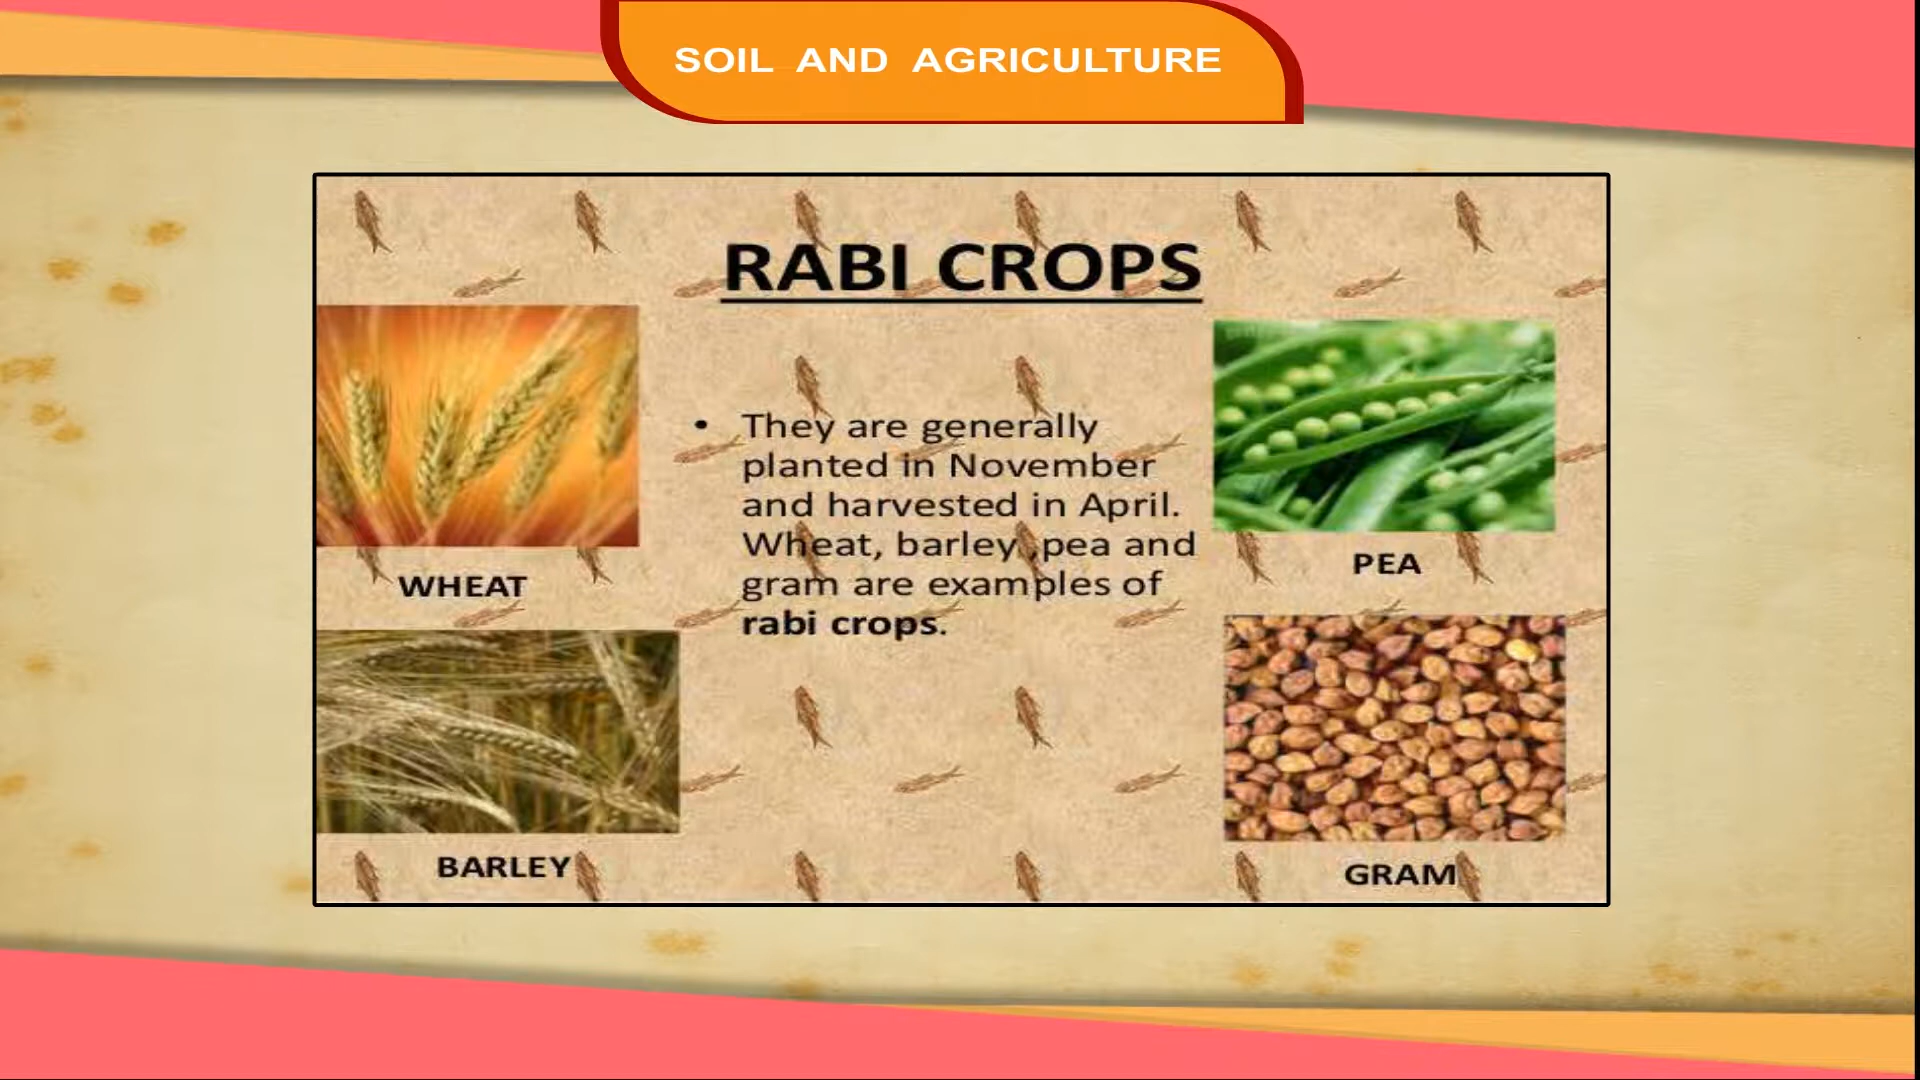 SOIL AND AGRICULTURE
RABI CROPS
• They are generally
planted in November
and harvested in April.
Wheat, barley ,pea and
gram are examples of
rabi crops.
WHEAT
PEA
BARLEY
GRAM